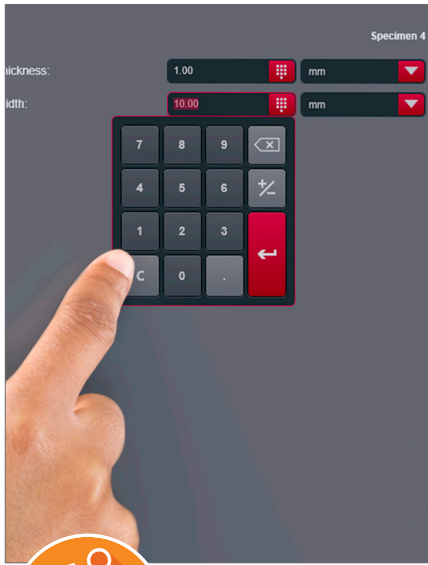 Specimen 4
hickness: 1.00 mm
idth: 10.00 mm
7 8 9
4 5 6 +/-
1 2 3
C 0 .